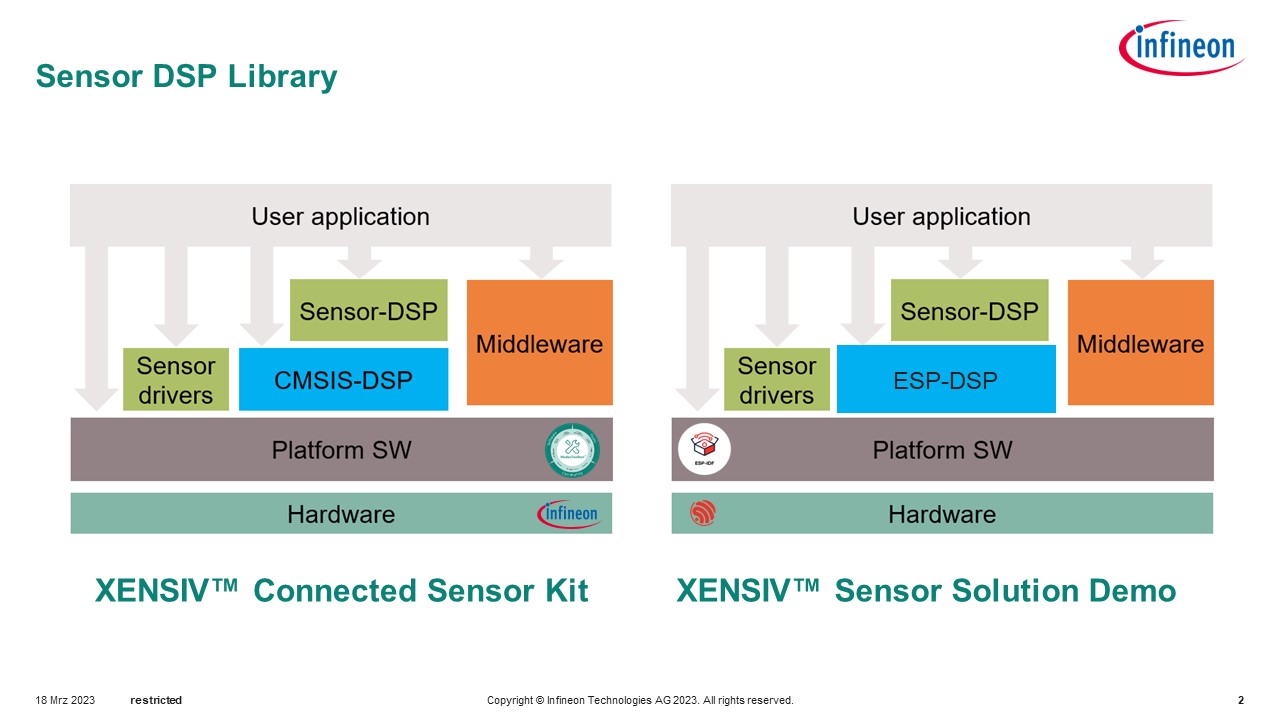 infineon
Sensor DSP Library
User application
Sensor-DSP
Middleware
Sensor
drivers
CMSIS-DSP
Platform SW
Hardware
infineon
XENSIV™ Connected Sensor Kit
User application
Sensor-DSP
Middleware
Sensor
drivers
ESP-DSP
ESP-IDF
Platform SW
Hardware
XENSIV™ Sensor Solution Demo
18 Mrz 2023
restricted
Copyright © Infineon Technologies AG 2023. All rights reserved.
2